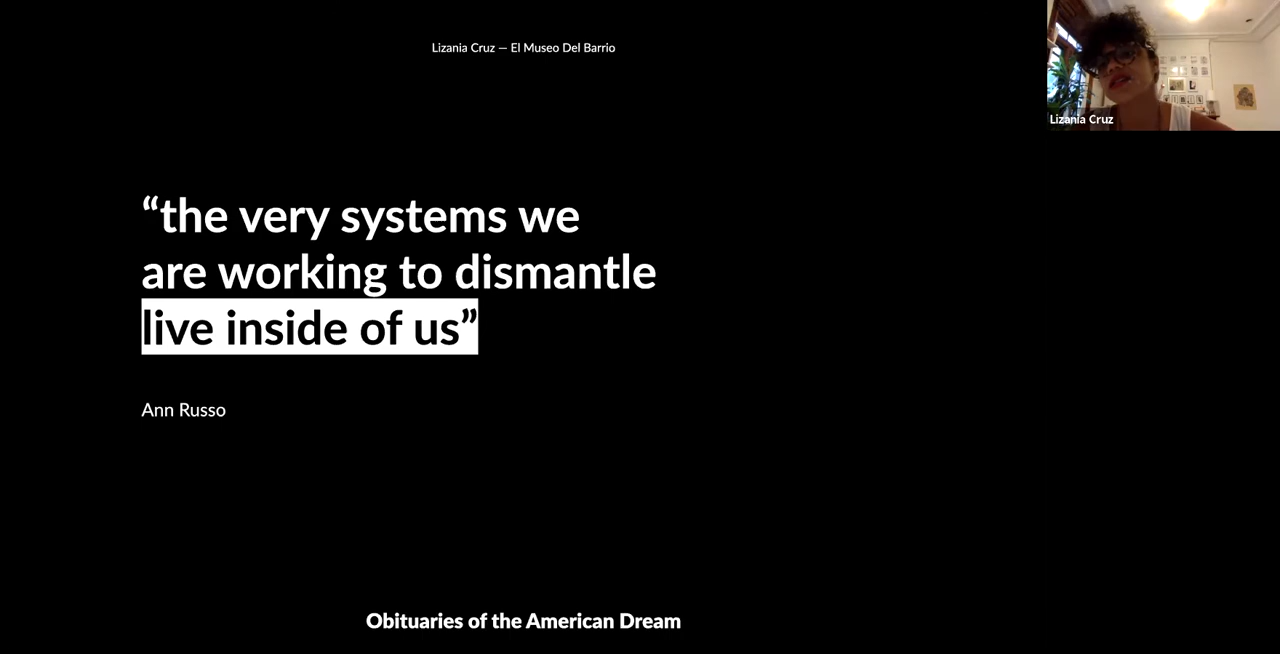 Lizania Cruz — El Museo Del Barrio
Lizania Cruz
“the very systems we
are working to dismantle
live inside of us”
Ann Russo
Obituaries of the American Dream